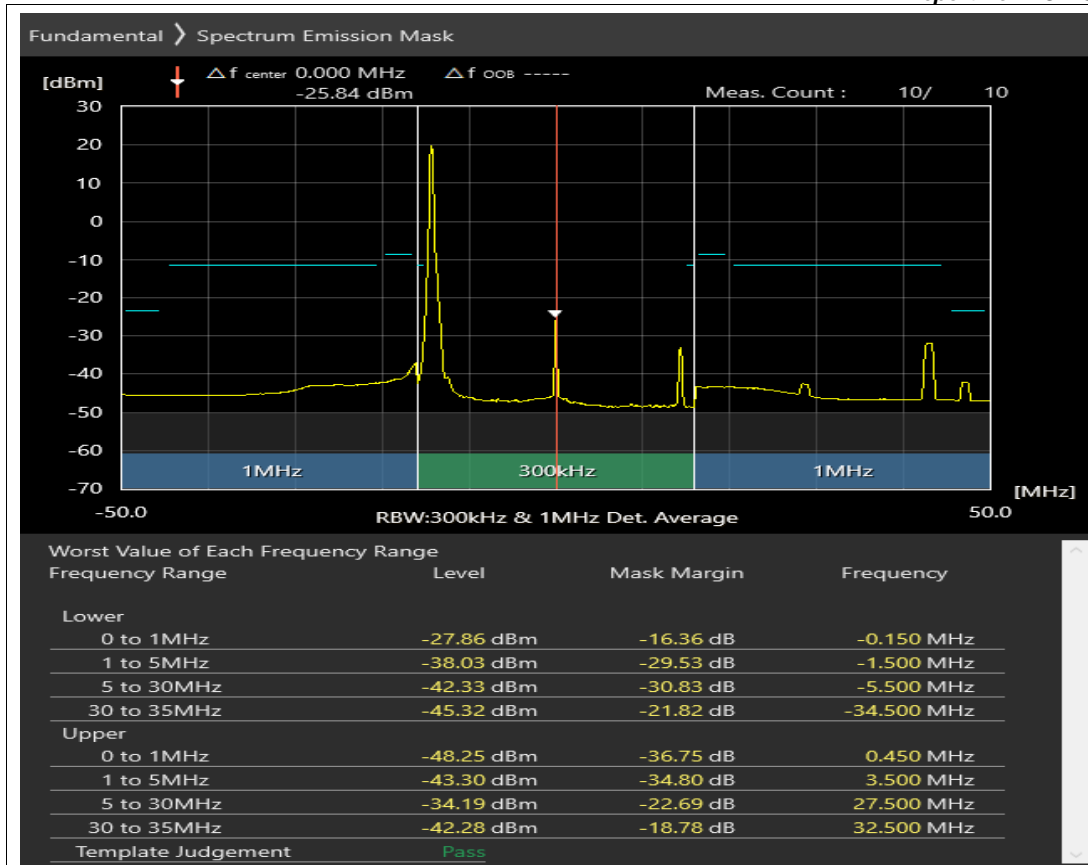 Fundamental ❯ Spectrum Emission Mask
[dBm] Δf center 0.000 MHz Δf OOB -----
-25.84 dBm Meas. Count : 10/ 10
30
20
10
0
-10
-20
-30
-40
-50
-60
1MHz 300kHz 1MHz
-70 [MHz]
-50.0 RBW:300kHz & 1MHz Det. Average 50.0
Worst Value of Each Frequency Range
Frequency Range Level Mask Margin Frequency
Lower
0 to 1MHz -27.86 dBm -16.36 dB -0.150 MHz
1 to 5MHz -38.03 dBm -29.53 dB -1.500 MHz
5 to 30MHz -42.33 dBm -30.83 dB -5.500 MHz
30 to 35MHz -45.32 dBm -21.82 dB -34.500 MHz
Upper
0 to 1MHz -48.25 dBm -36.75 dB 0.450 MHz
1 to 5MHz -43.30 dBm -34.80 dB 3.500 MHz
5 to 30MHz -34.19 dBm -22.69 dB 27.500 MHz
30 to 35MHz -42.28 dBm -18.78 dB 32.500 MHz
Template Judgement Pass